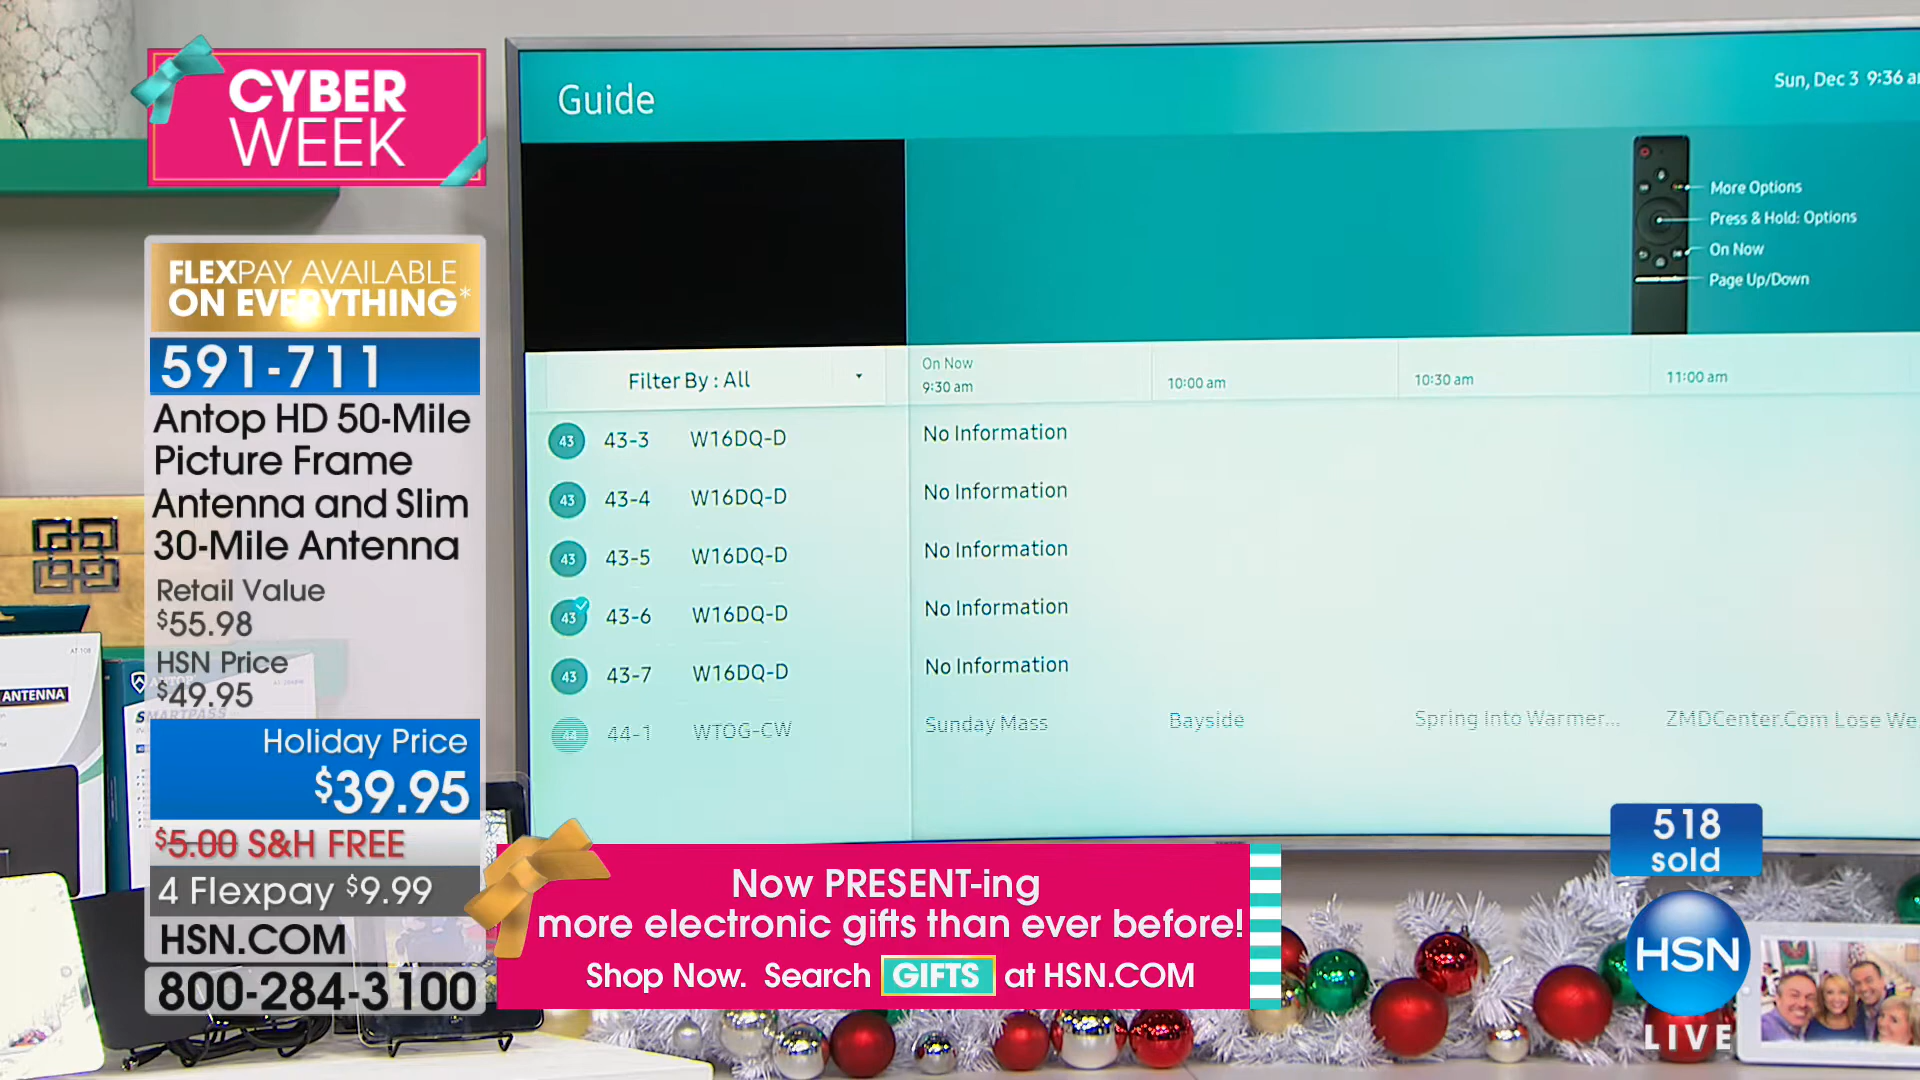 CYBER
WEEK
FLEXPAY AVAILABLE
ON EVERYTHING*
591-711
Antop HD 50-Mile
Picture Frame
Antenna and Slim
30-Mile Antenna
Retail Value
$55.98
HSN Price
$49.95
Holiday Price
$39.95
$5.00 S&H FREE
4 Flexpay $9.99
HSN.COM
800-284-3100
Guide
Sun, Dec 3 9:36 am
More Options
Press & Hold: Options
On Now
Page Up/Down
Filter By : All
On Now
9:30 am
10:00 am
10:30 am
11:00 am
43 43-3 W16DQ-D No Information
43 43-4 W16DQ-D No Information
43 43-5 W16DQ-D No Information
43 43-6 W16DQ-D No Information
43 43-7 W16DQ-D No Information
44 44-1 WTOG-CW Sunday Mass Bayside Spring Into Warmer... ZMDCenter.Com Lose We
ANTENNA
AT-108
ANTOP
SMARTPASS
Now PRESENT-ing
more electronic gifts than ever before!
Shop Now. Search GIFTS at HSN.COM
518
sold
HSN
LIVE